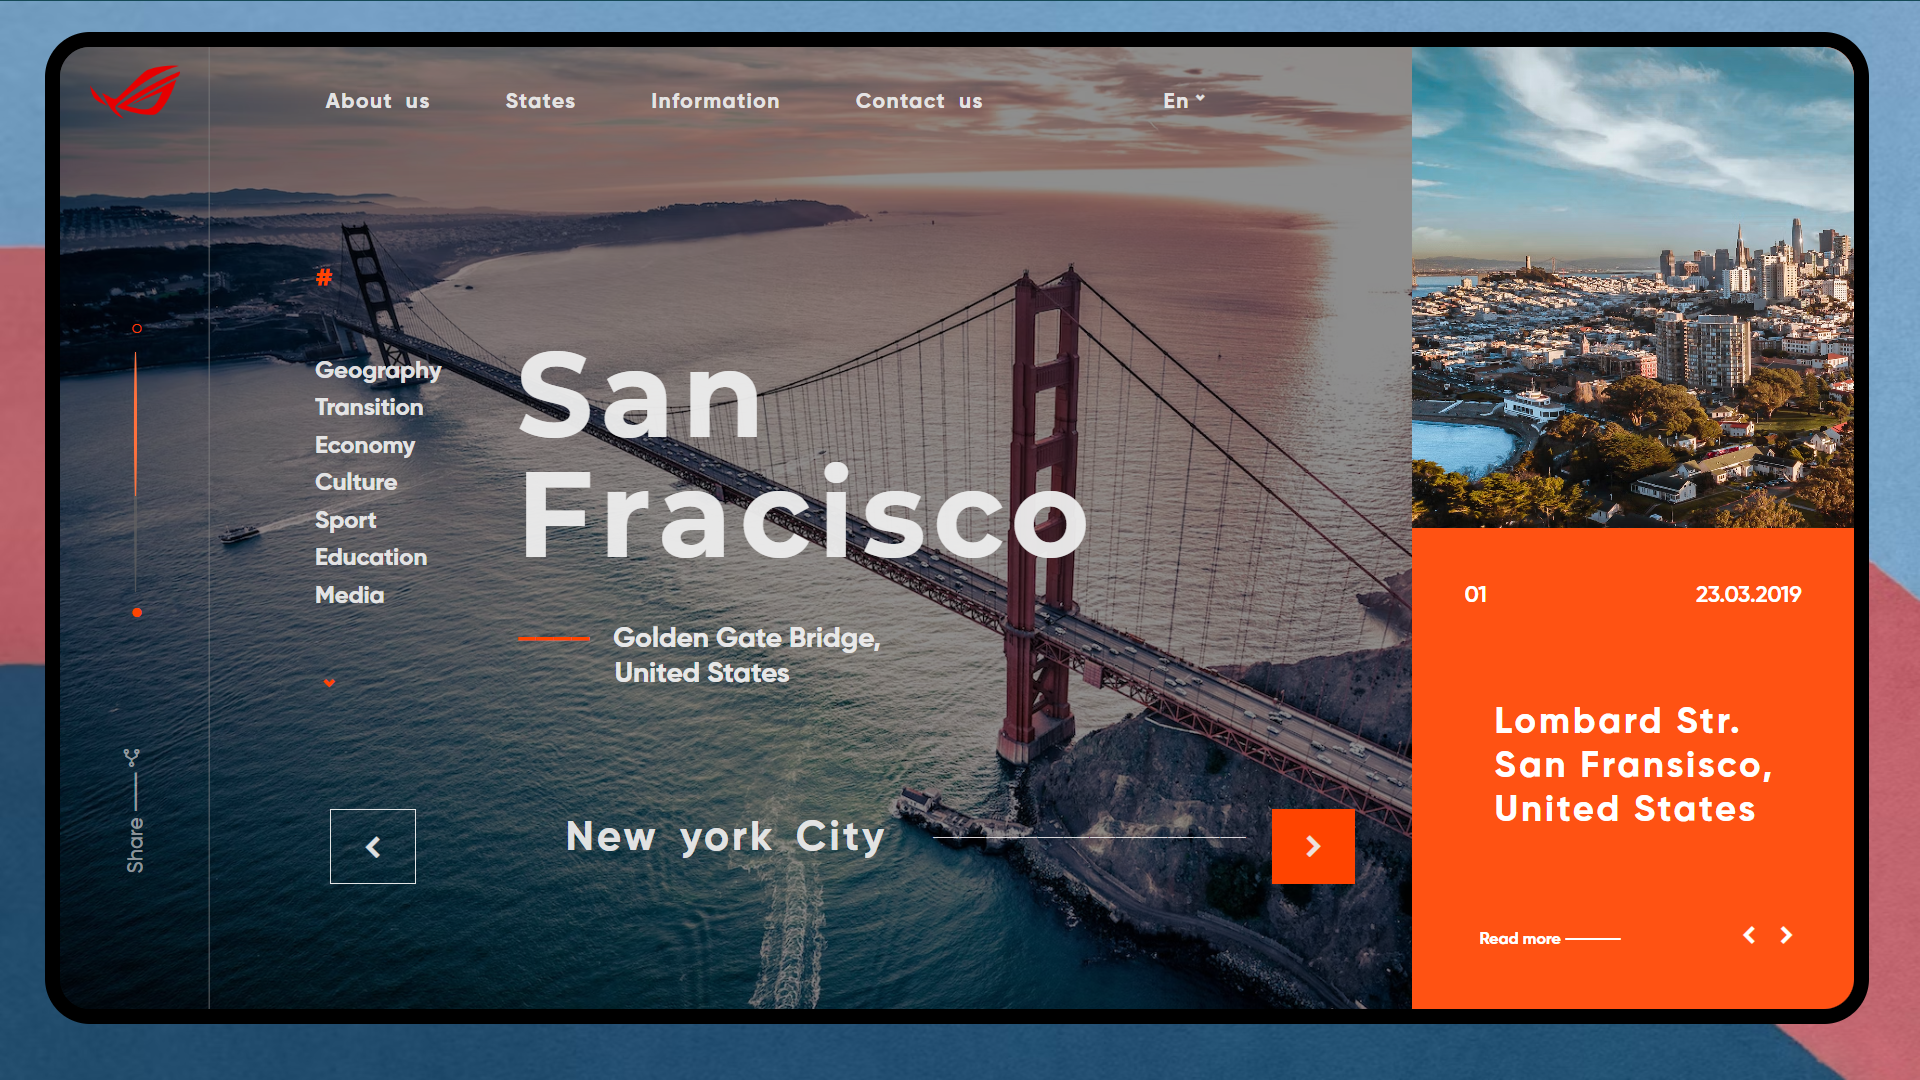 About us
States
Information
Contact us
En
#
Geography
Transition
Economy
Culture
Sport
Education
Media
San
Fracisco
Golden Gate Bridge,
United States
Share
New york City
01
23.03.2019
Lombard Str.
San Fransisco,
United States
Read more